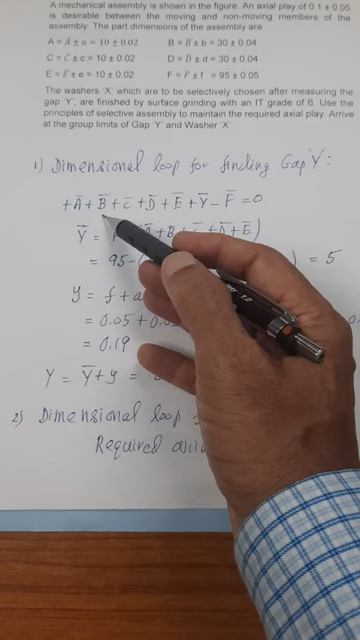 A mechanical assembly is shown in the figure. An axial play of 0.1 ± 0.05
is desirable between the moving and non-moving members of the
assembly. The part dimensions of the assembly are
A = A̅ ± a = 10 ± 0.02 B = B̅ ± b = 30 ± 0.04
C = C̅ ± c = 10 ± 0.02 D = D̅ ± d = 30 ± 0.04
E = E̅ ± e = 10 ± 0.02 F = F̅ ± f = 95 ± 0.05
The washers 'X' which are to be selectively chosen after measuring the
gap 'Y', are finished by surface grinding with an IT grade of 6. Use the
principles of selective assembly to maintain the required axial play. Arrive
at the group limits of Gap 'Y' and Washer 'X'.
1) Dimensional loop for finding Gap 'Y':
+A̅ + B̅ + C̅ + D̅ + E̅ + Y̅ - F̅ = 0
Y̅ = + B̅ + + D̅ + E̅)
= 95 - ( ) = 5
y = f + a
= 0.05 + 0.0
= 0.19
Y = Y̅ + y =
2) Dimensional loop
Required axia